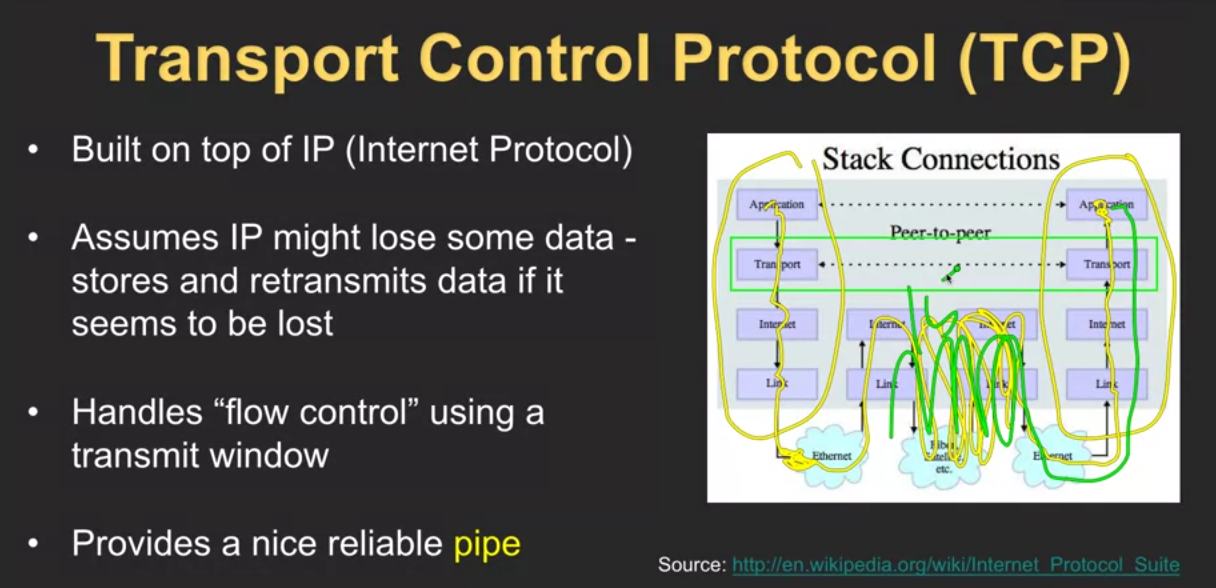 Transport Control Protocol (TCP)
• Built on top of IP (Internet Protocol)
• Assumes IP might lose some data -
stores and retransmits data if it
seems to be lost
• Handles “flow control” using a
transmit window
• Provides a nice reliable pipe
Stack Connections
Application Application
Peer-to-peer
Transport Transport
Internet Internet Internet Internet
Link Link Link Link
Ethernet Fiber, Satellite, etc. Ethernet
Source: http://en.wikipedia.org/wiki/Internet_Protocol_Suite